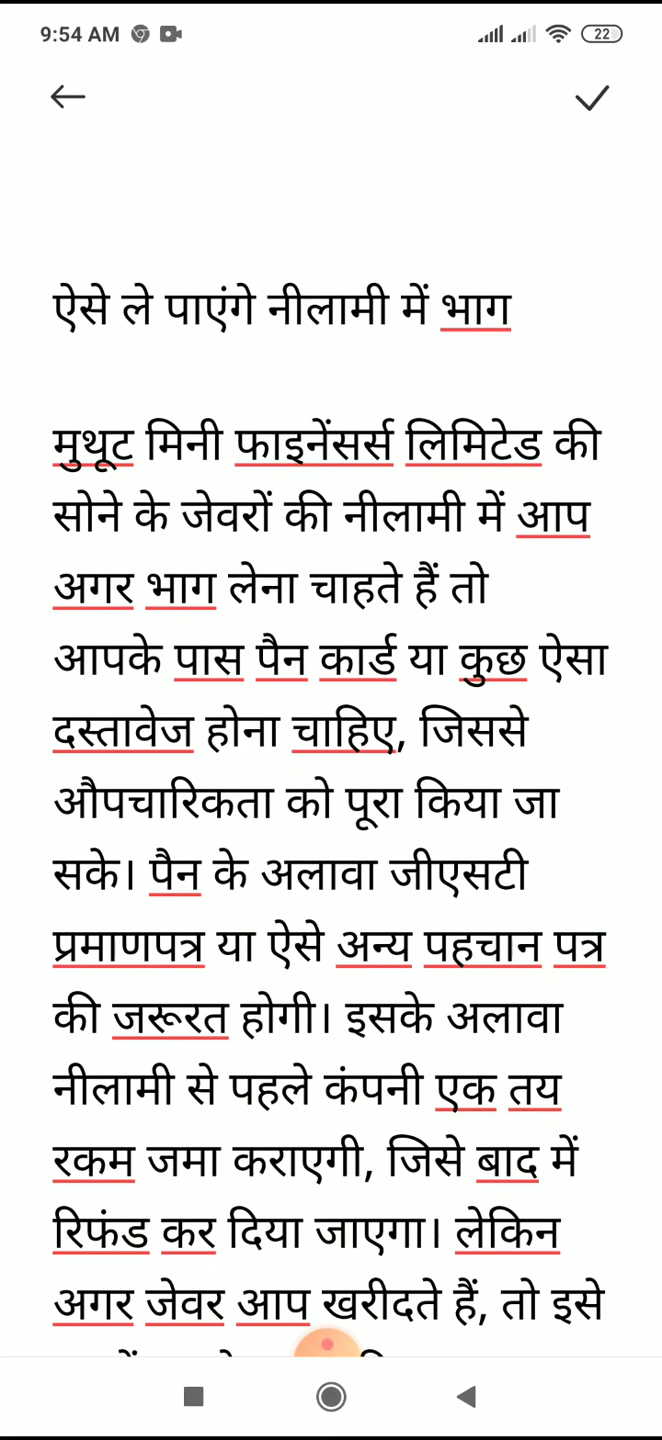 9:54 AM
22
ऐसे ले पाएंगे नीलामी में भाग
मुथूट मिनी फाइनेंसर्स लिमिटेड की
सोने के जेवरों की नीलामी में आप
अगर भाग लेना चाहते हैं तो
आपके पास पैन कार्ड या कुछ ऐसा
दस्तावेज होना चाहिए, जिससे
औपचारिकता को पूरा किया जा
सके। पैन के अलावा जीएसटी
प्रमाणपत्र या ऐसे अन्य पहचान पत्र
की जरूरत होगी। इसके अलावा
नीलामी से पहले कंपनी एक तय
रकम जमा कराएगी, जिसे बाद में
रिफंड कर दिया जाएगा। लेकिन
अगर जेवर आप खरीदते हैं, तो इसे